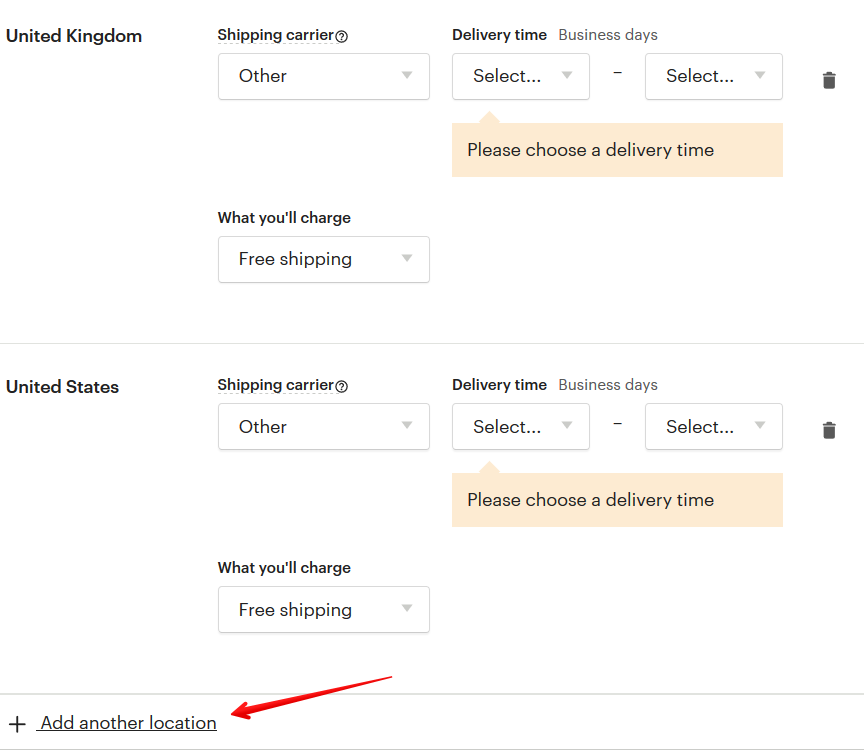 United Kingdom
Shipping carrier
Delivery time Business days
Other
Select...
–
Select...
Please choose a delivery time
What you'll charge
Free shipping
United States
Shipping carrier
Delivery time Business days
Other
Select...
–
Select...
Please choose a delivery time
What you'll charge
Free shipping
+ Add another location